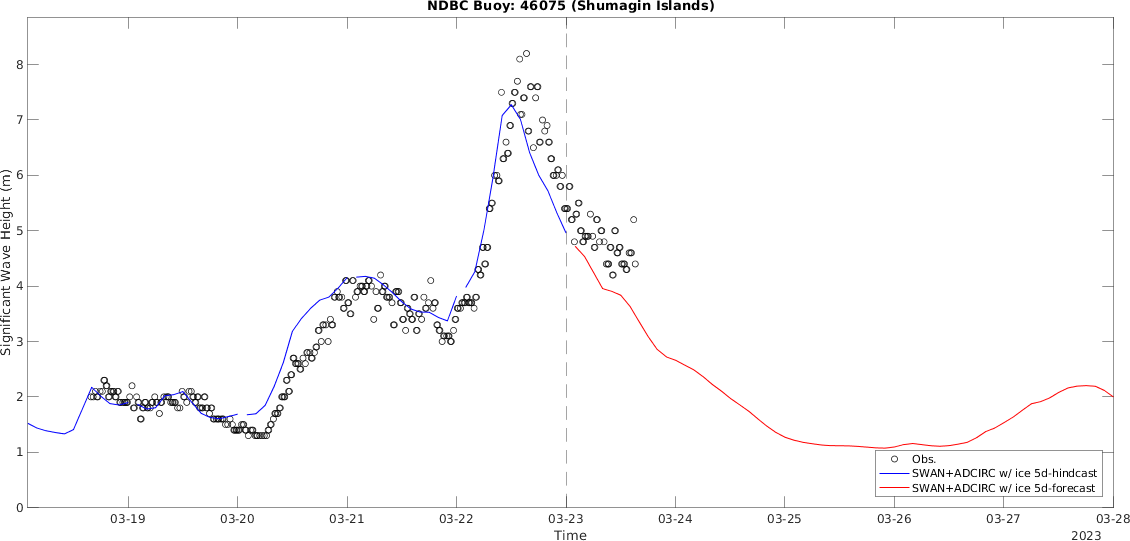 NDBC Buoy: 46075 (Shumagin Islands)
Significant Wave Height (m)
8
7
6
5
4
3
2
1
0
Obs.
SWAN+ADCIRC w/ ice 5d-hindcast
SWAN+ADCIRC w/ ice 5d-forecast
03-19 03-20 03-21 03-22 03-23 03-24 03-25 03-26 03-27 03-28
Time
2023